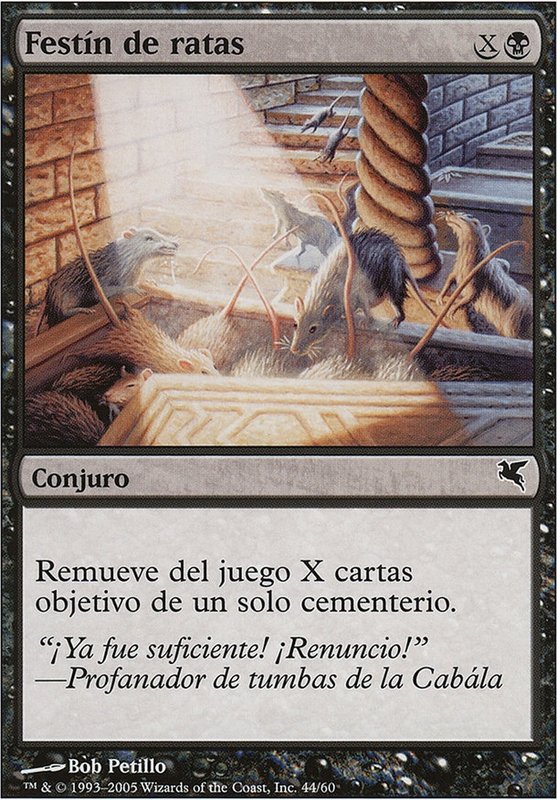 Festín de ratas X
Conjuro
Remueve del juego X cartas
objetivo de un solo cementerio.
“¡Ya fue suficiente! ¡Renuncio!”
—Profanador de tumbas de la Cabála
Bob Petillo
™ & © 1993–2005 Wizards of the Coast, Inc. 44/60